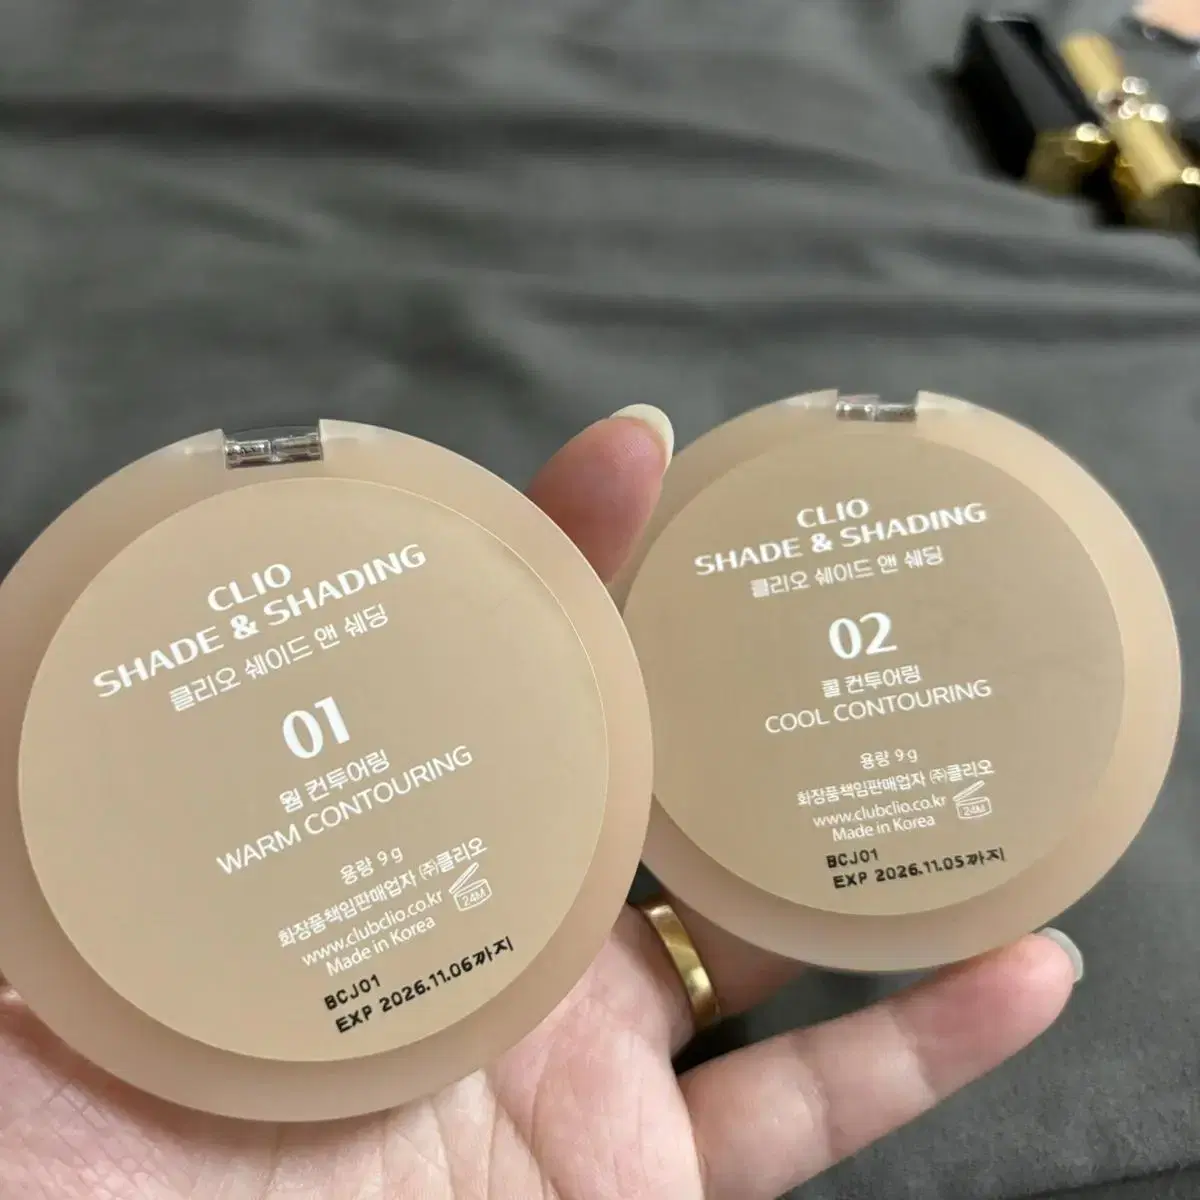 CLIO
SHADE & SHADING
클리오 쉐이드 앤 쉐딩
01
웜 컨투어링
WARM CONTOURING
용량 9 g
화장품책임판매업자 ㈜클리오
www.clubclio.co.kr
Made in Korea
24M
BCJ01
EXP 2026.11.06까지
CLIO
SHADE & SHADING
클리오 쉐이드 앤 쉐딩
02
쿨 컨투어링
COOL CONTOURING
용량 9 g
화장품책임판매업자 ㈜클리오
www.clubclio.co.kr
Made in Korea
24M
BCJ01
EXP 2026.11.05까지